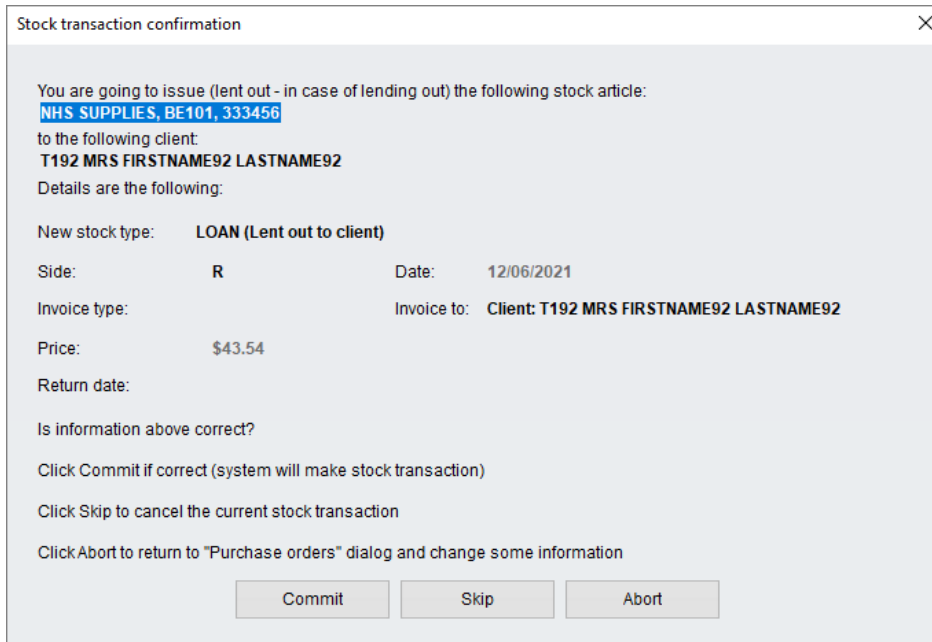 Stock transaction confirmation
You are going to issue (lent out - in case of lending out) the following stock article:
NHS SUPPLIES, BE101, 333456
to the following client:
T192 MRS FIRSTNAME92 LASTNAME92
Details are the following:
New stock type: LOAN (Lent out to client)
Side: R Date: 12/06/2021
Invoice type: Invoice to: Client: T192 MRS FIRSTNAME92 LASTNAME92
Price: $43.54
Return date:
Is information above correct?
Click Commit if correct (system will make stock transaction)
Click Skip to cancel the current stock transaction
Click Abort to return to "Purchase orders" dialog and change some information
Commit Skip Abort